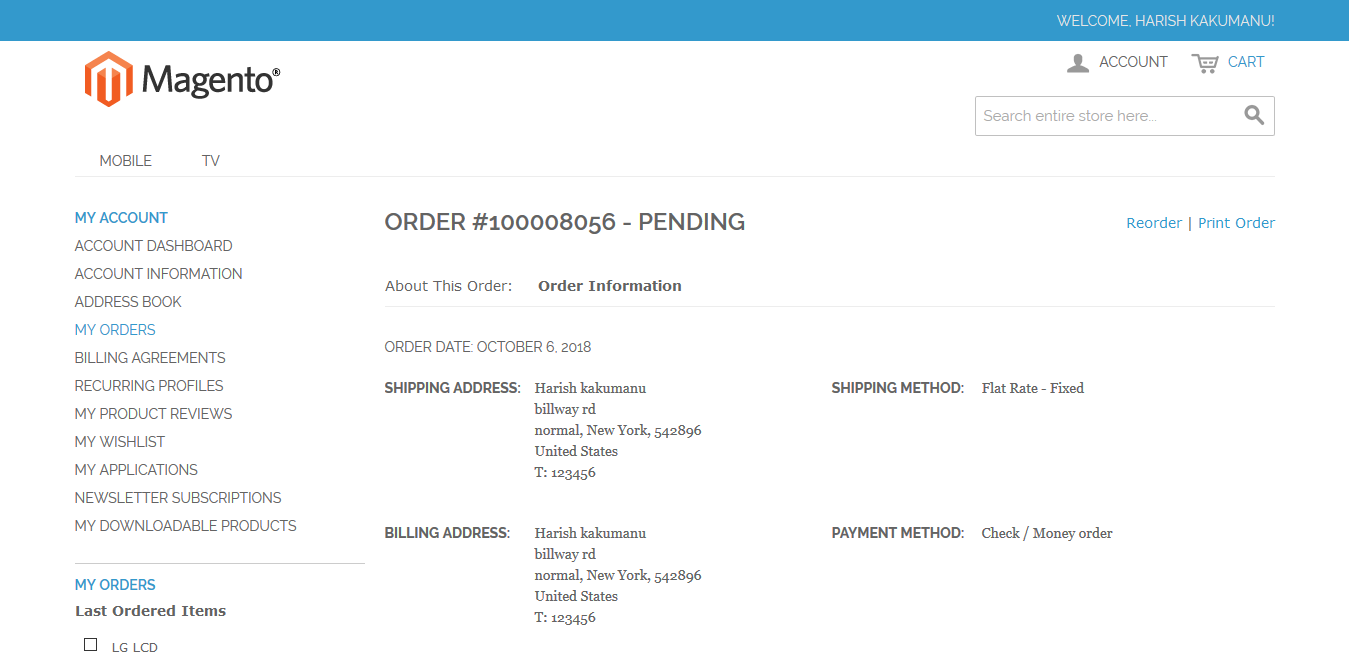 WELCOME, HARISH KAKUMANU!
Magento®
ACCOUNT CART
Search entire store here...
MOBILE TV
MY ACCOUNT
ACCOUNT DASHBOARD
ACCOUNT INFORMATION
ADDRESS BOOK
MY ORDERS
BILLING AGREEMENTS
RECURRING PROFILES
MY PRODUCT REVIEWS
MY WISHLIST
MY APPLICATIONS
NEWSLETTER SUBSCRIPTIONS
MY DOWNLOADABLE PRODUCTS
MY ORDERS
Last Ordered Items
LG LCD
ORDER #100008056 - PENDING
Reorder | Print Order
About This Order: Order Information
ORDER DATE: OCTOBER 6, 2018
SHIPPING ADDRESS:
Harish kakumanu
billway rd
normal, New York, 542896
United States
T: 123456
SHIPPING METHOD: Flat Rate - Fixed
BILLING ADDRESS:
Harish kakumanu
billway rd
normal, New York, 542896
United States
T: 123456
PAYMENT METHOD: Check / Money order